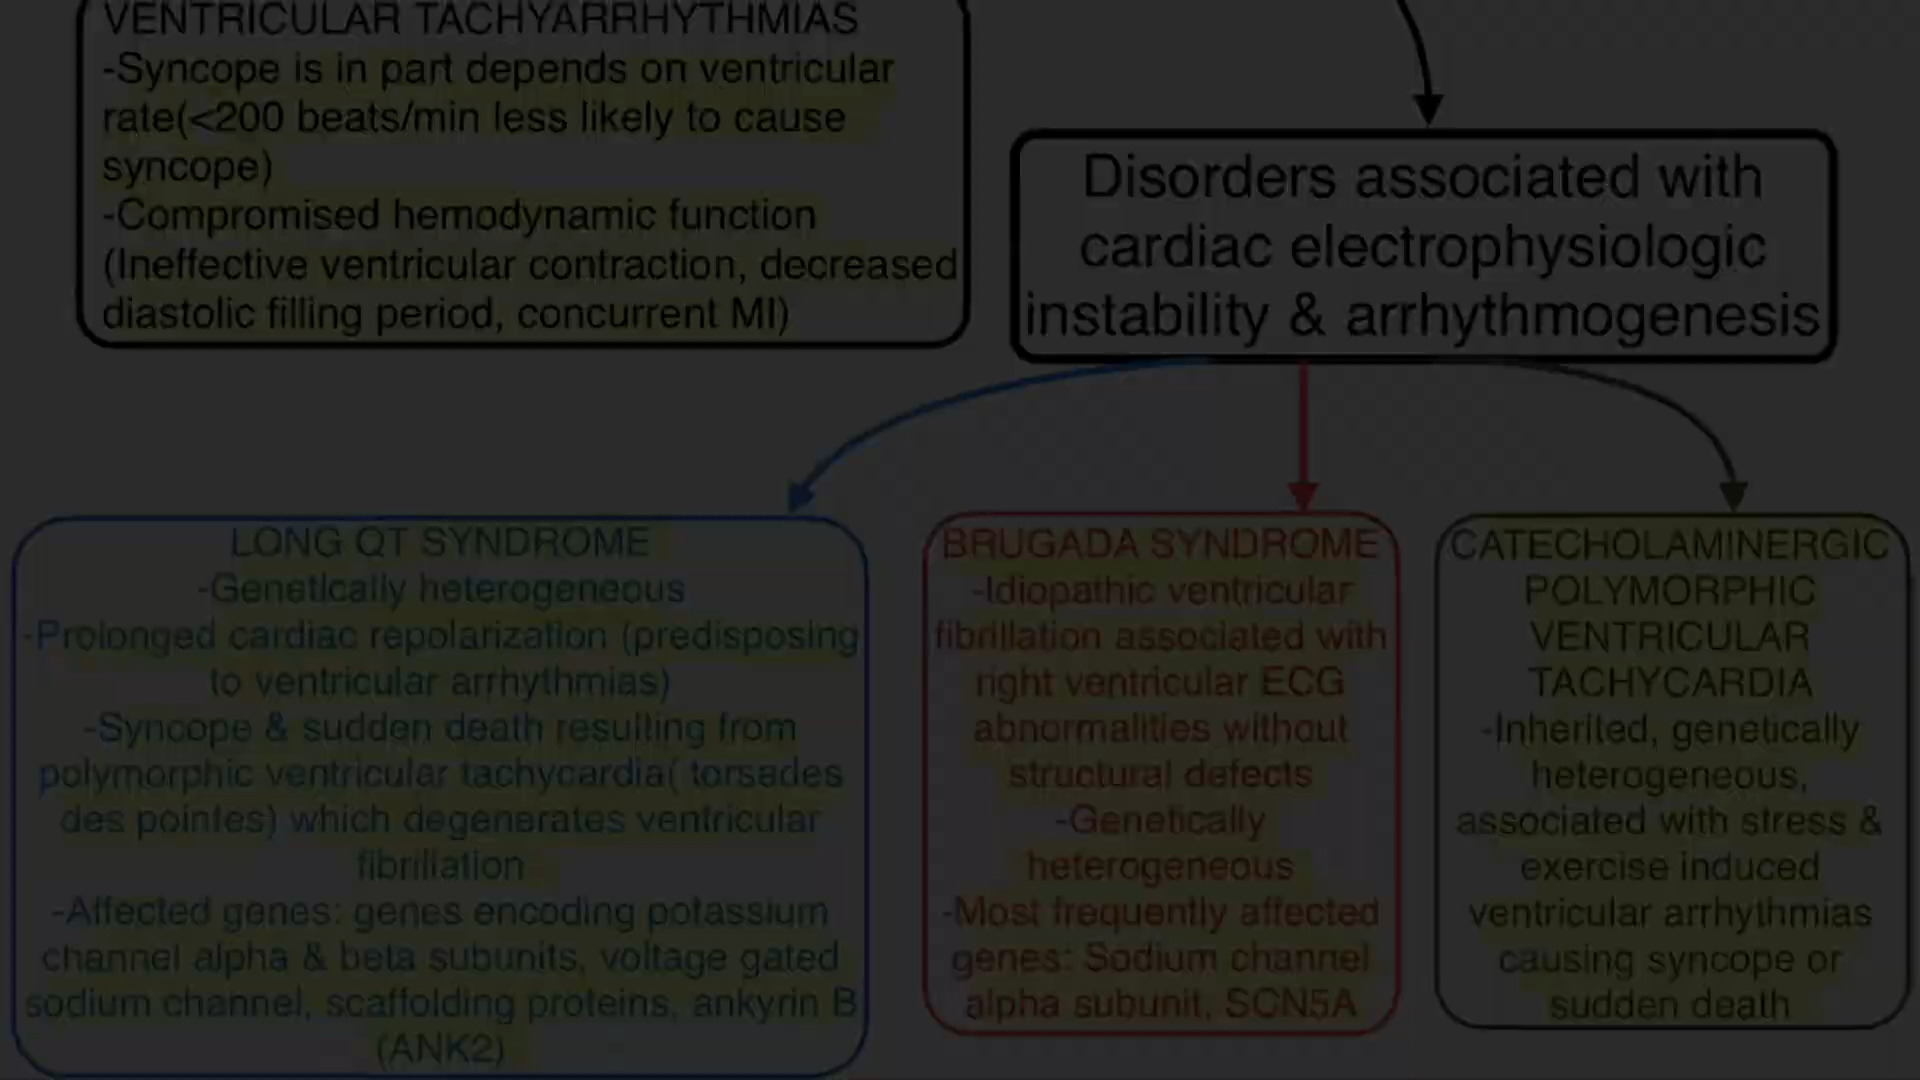 VENTRICULAR TACHYARRHYTHMIAS
-Syncope is in part depends on ventricular
rate(<200 beats/min less likely to cause
syncope)
-Compromised hemodynamic function
(Ineffective ventricular contraction, decreased
diastolic filling period, concurrent MI)
Disorders associated with
cardiac electrophysiologic
instability & arrhythmogenesis
LONG QT SYNDROME
-Genetically heterogeneous
-Prolonged cardiac repolarization (predisposing
to ventricular arrhythmias)
-Syncope & sudden death resulting from
polymorphic ventricular tachycardia( torsades
des pointes) which degenerates ventricular
fibrillation
-Affected genes: genes encoding potassium
channel alpha & beta subunits, voltage gated
sodium channel, scaffolding proteins, ankyrin B
(ANK2)
BRUGADA SYNDROME
-Idiopathic ventricular
fibrillation associated with
right ventricular ECG
abnormalities without
structural defects
-Genetically
heterogeneous
-Most frequently affected
genes: Sodium channel
alpha subunit, SCN5A
CATECHOLAMINERGIC
POLYMORPHIC
VENTRICULAR
TACHYCARDIA
-Inherited, genetically
heterogeneous,
associated with stress &
exercise induced
ventricular arrhythmias
causing syncope or
sudden death